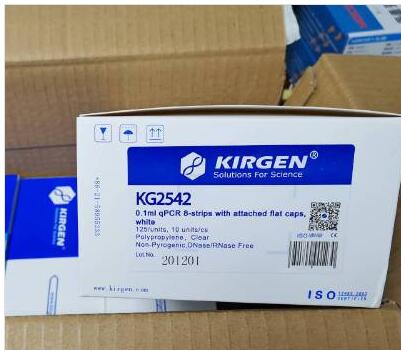 KIRGEN®
Solutions For Science
KG2542
0.1ml qPCR 8-strips with attached flat caps,
white
125/units, 10 units/cs
Polypropylene, Clear
Non-Pyrogenic,DNase/RNase Free
Lot No. 201201
www.kirgen.com
ISO
CERTIFIED